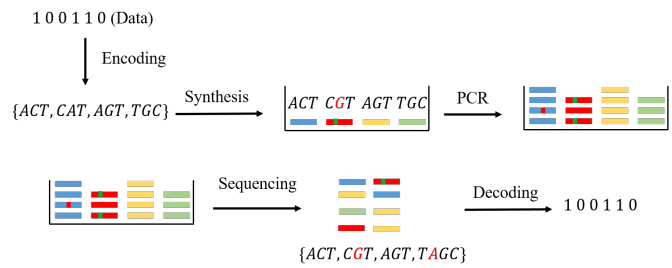 1 0 0 1 1 0 (Data)
Encoding
{ACT, CAT, AGT, TGC}
Synthesis
ACT CGT AGT TGC
PCR
Sequencing
{ACT, CGT, AGT, TAGC}
Decoding
1 0 0 1 1 0